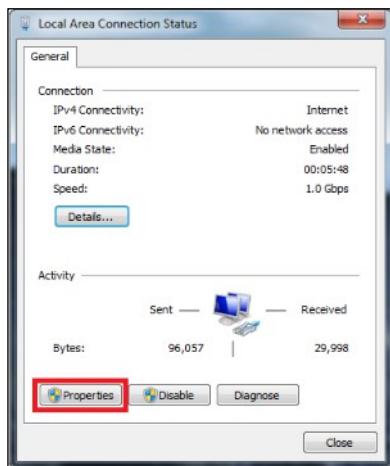 Local Area Connection Status
General
Connection
IPv4 Connectivity: Internet
IPv6 Connectivity: No network access
Media State: Enabled
Duration: 00:05:48
Speed: 1.0 Gbps
Details...
Activity
Sent Received
Bytes: 96,057 29,998
Properties Disable Diagnose
Close